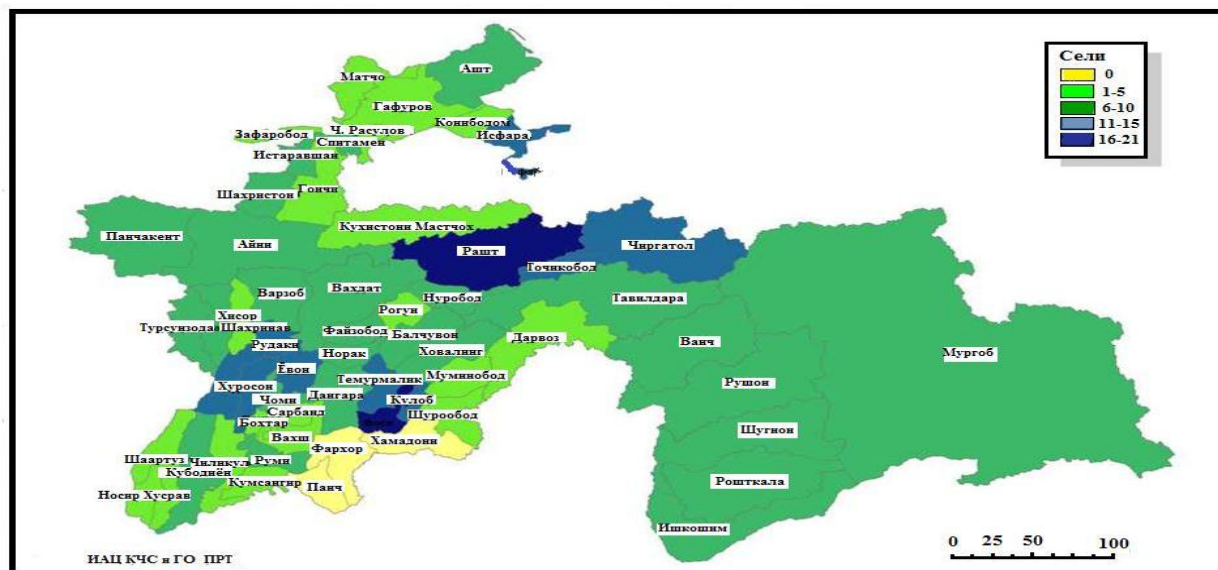 Ашт
Матчо
Гафуров
Конибодом
Ч. Расулов
Исфара
Зафаробод
Спитамен
Истаравшан
Гончи
Шахристон
Кухистони Мастчох
Панчакент
Айни
Рашт
Чиргатол
Точикобод
Варзоб
Вахдат
Нуробод
Тавилдара
Рогун
Хисор
Турсунзода
Шахринав
Файзобод
Балчувон
Дарвоз
Ванч
Мургоб
Рудаки
Норак
Ховалинг
Ёвон
Темурмалик
Муминобод
Рушон
Хуросон
Дангара
Кулоб
Чоми
Сарбанд
Шурообод
Бохтар
Вахш
Хамадони
Шугнон
Фархор
Шаартуз
Чиликул
Руми
Кубодиён
Кумсангир
Панч
Рошткала
Носир Хусрав
Ишкошим
Сели
0
1-5
6-10
11-15
16-21
0 25 50 100
ИАЦ КЧС и ГО ПРТ